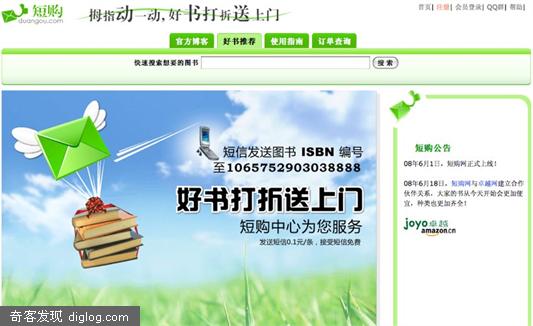 短购
duangou.com
拇指动一动,好书打折送上门
首页| 注册| 会员登录| QQ群| 帮助|
官方博客 好书推荐 使用指南 订单查询
快速搜索想要的图书 搜索
短信发送图书 ISBN 编号
至1065752903038888
好书打折送上门
短购中心为您服务
发送短信0.1元/条，接受短信免费
短购公告
08年6月1日，短购网正式上线！
08年6月18日，短购网与卓越网建立合作
伙伴关系，大家的书从今天开始会更加便
宜，种类也更加齐全！
joyo卓越
amazon.cn
奇客发现 diglog.com